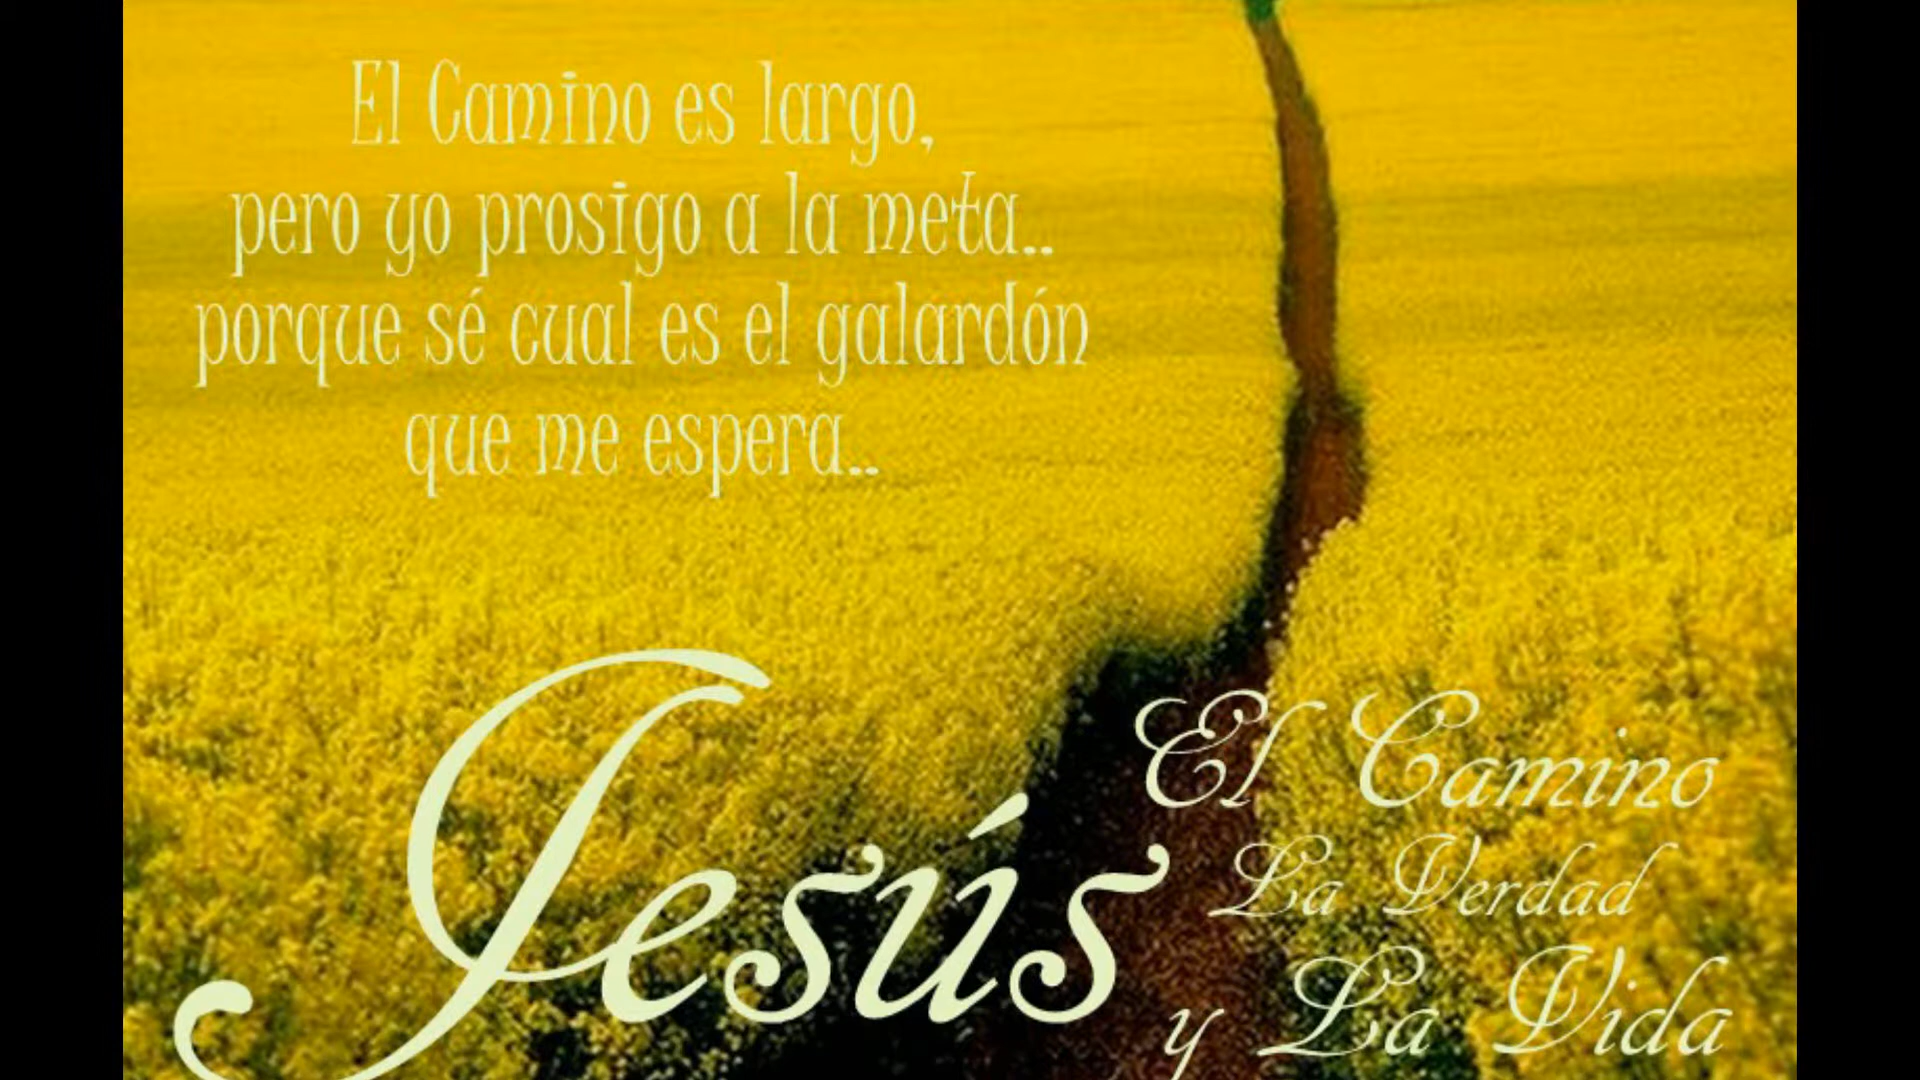 El Camino es largo,
pero yo prosigo a la meta..
porque sé cual es el galardón
que me espera..
Jesús
El Camino
La Verdad
y La Vida